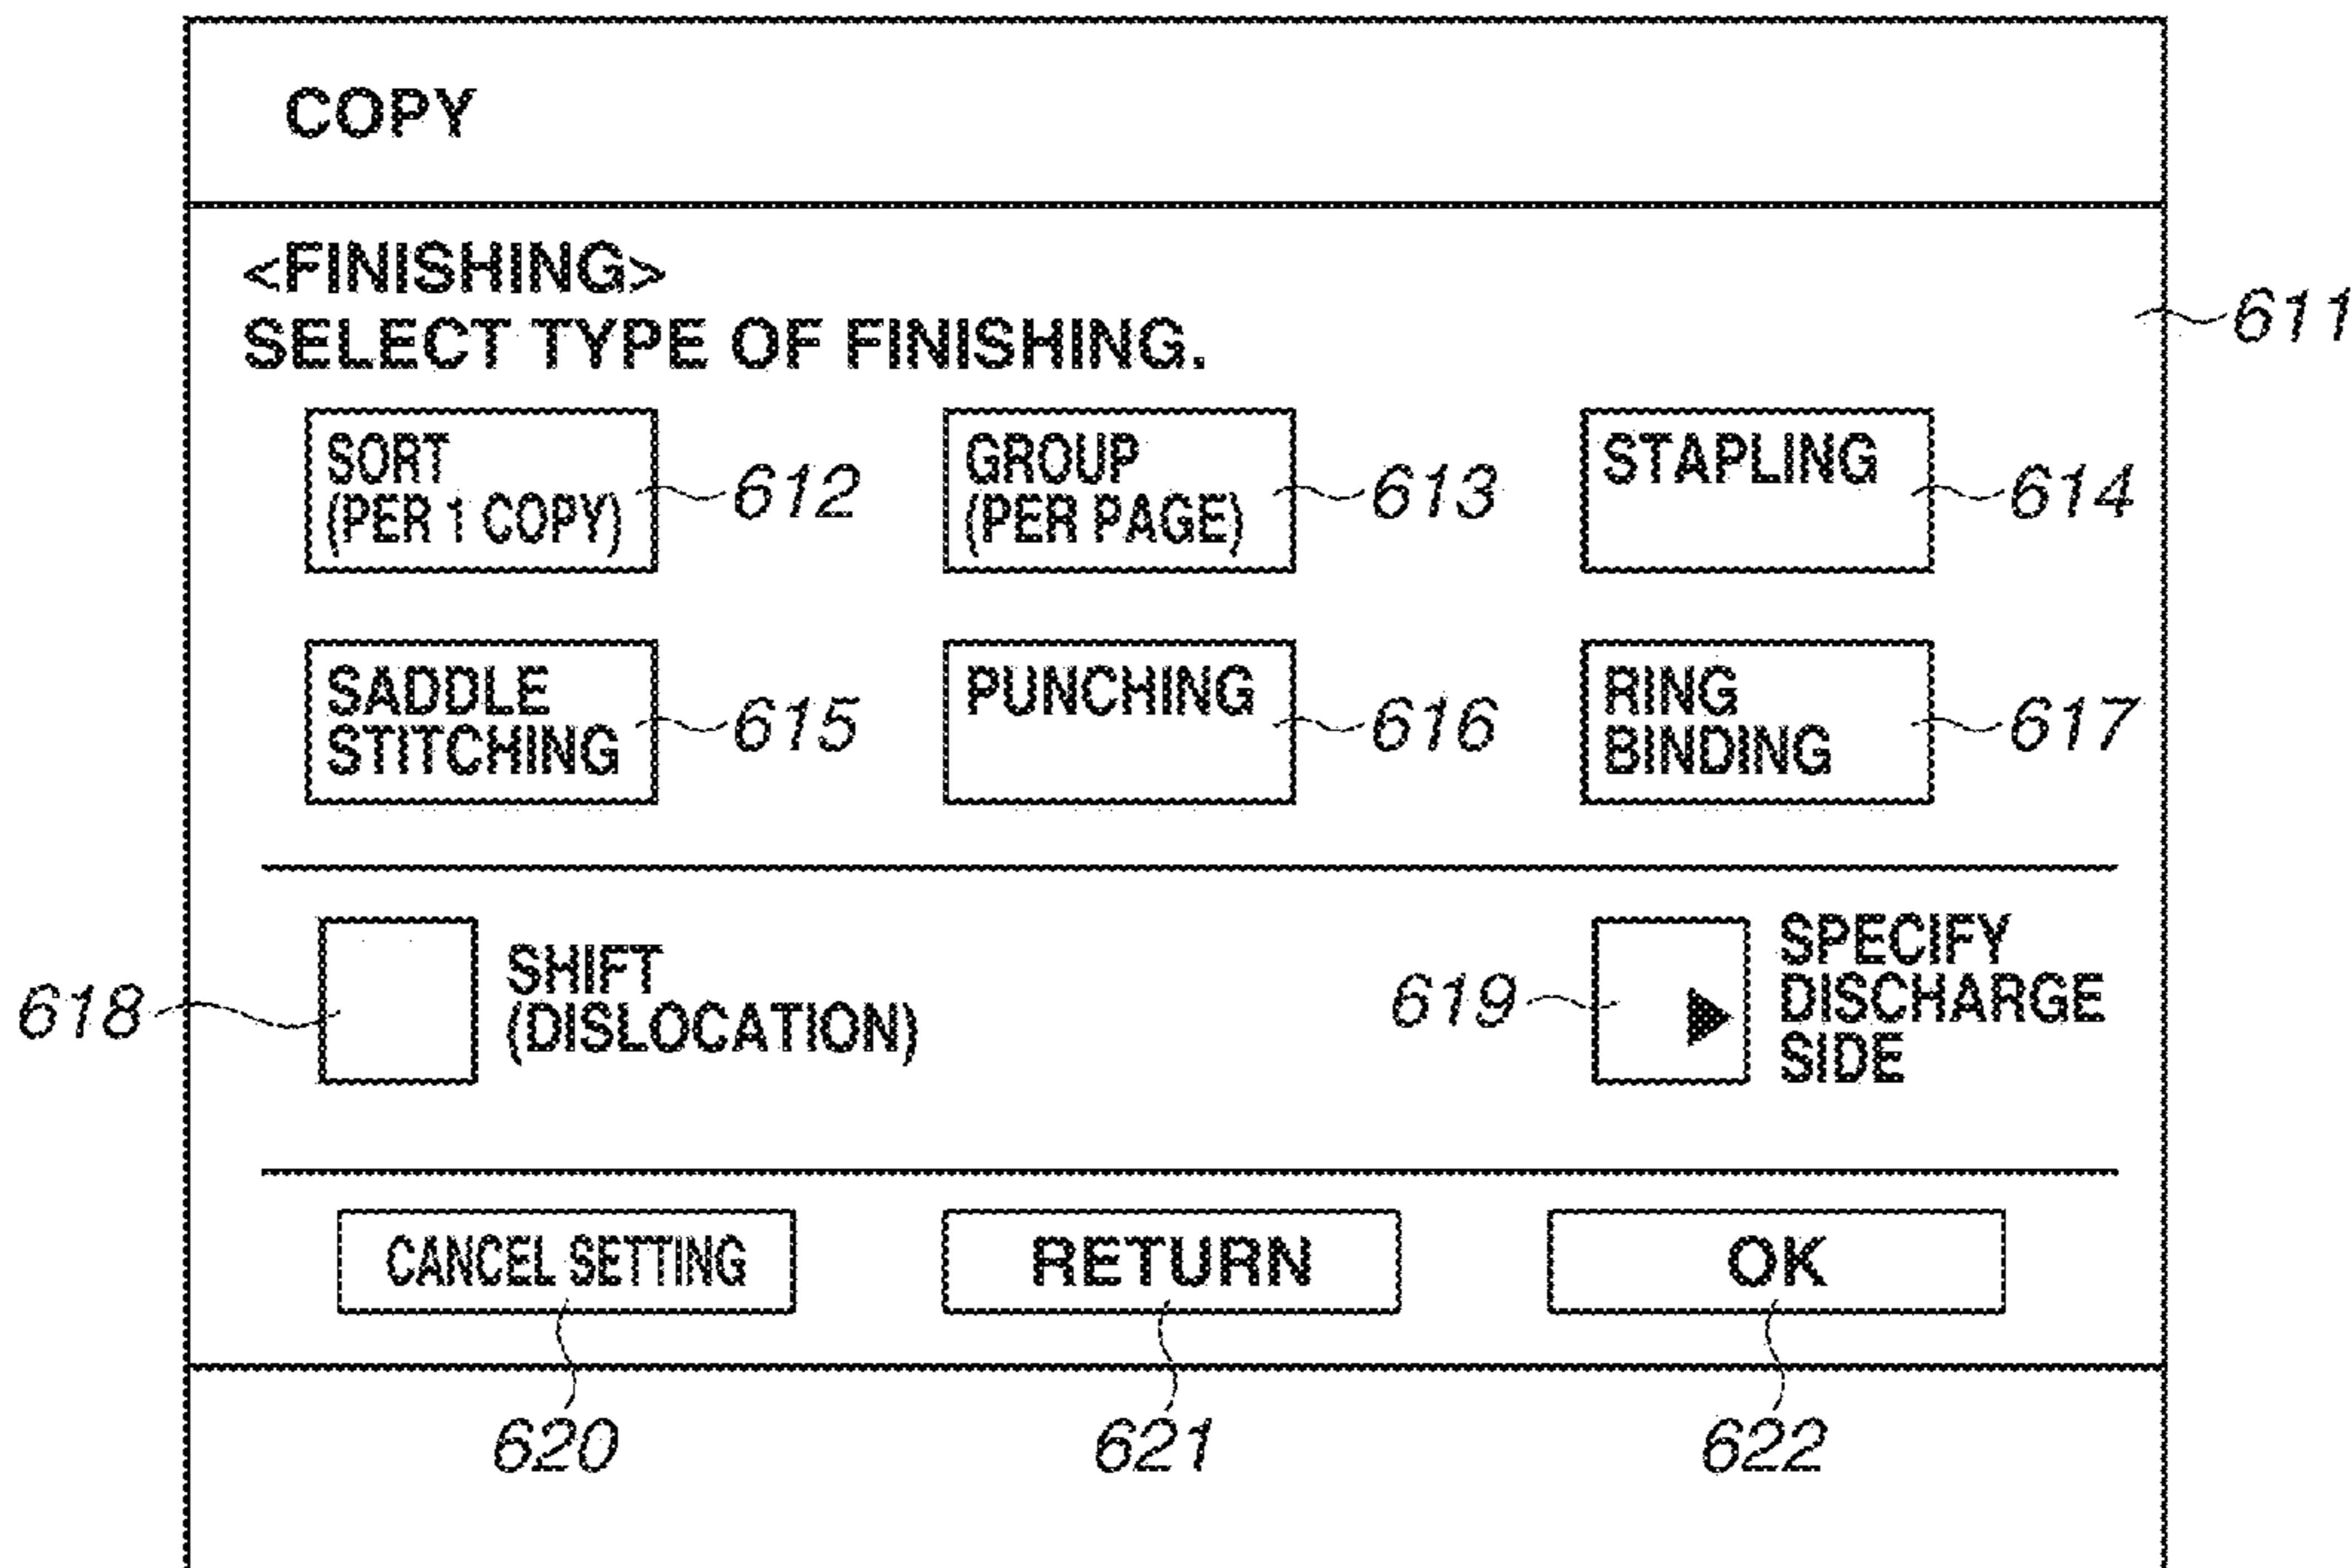 COPY
<FINISHING>
SELECT TYPE OF FINISHING.
611
SORT
(PER 1 COPY)
612
GROUP
(PER PAGE)
613
STAPLING
614
SADDLE
STITCHING
615
PUNCHING
616
RING
BINDING
617
618
SHIFT
(DISLOCATION)
619
SPECIFY
DISCHARGE
SIDE
CANCEL SETTING
RETURN
OK
620
621
622